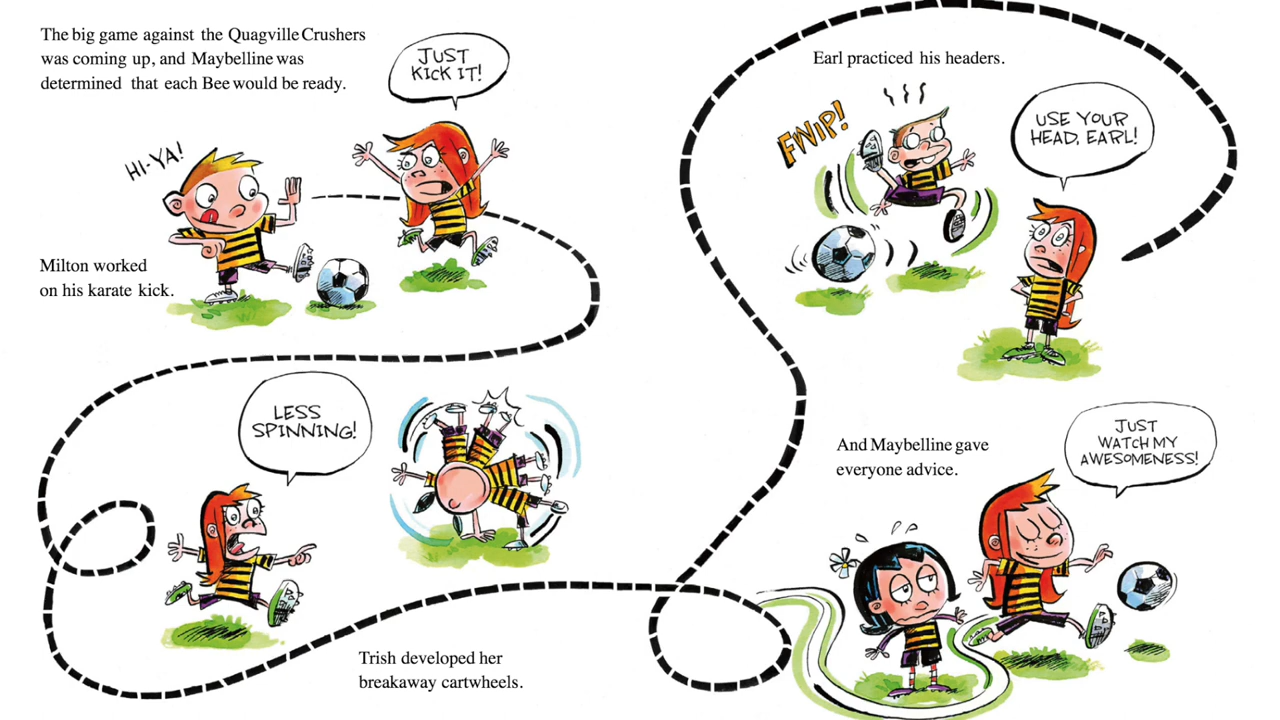 The big game against the Quagville Crushers
was coming up, and Maybelline was
determined that each Bee would be ready.
JUST
KICK IT!
HI-YA!
Milton worked
on his karate kick.
LESS
SPINNING!
Trish developed her
breakaway cartwheels.
Earl practiced his headers.
FWIP!
USE YOUR
HEAD, EARL!
And Maybelline gave
everyone advice.
JUST
WATCH MY
AWESOMENESS!